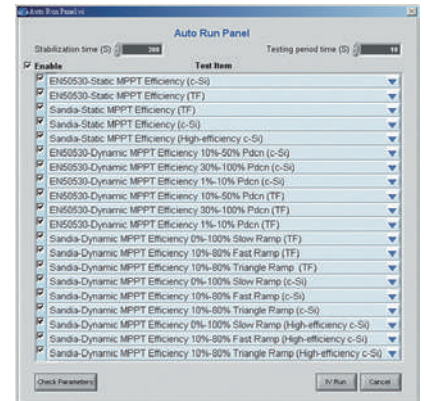 Auto Run Panel.vi
Auto Run Panel
Stabilization time (S) 300 Testing period time (S) 10
Enable Test Item
EN50530-Static MPPT Efficiency (c-Si)
EN50530-Static MPPT Efficiency (TF)
Sandia-Static MPPT Efficiency (TF)
Sandia-Static MPPT Efficiency (c-Si)
Sandia-Static MPPT Efficiency (High-efficiency c-Si)
EN50530-Dynamic MPPT Efficiency 10%-50% Pdcn (c-Si)
EN50530-Dynamic MPPT Efficiency 30%-100% Pdcn (c-Si)
EN50530-Dynamic MPPT Efficiency 1%-10% Pdcn (c-Si)
EN50530-Dynamic MPPT Efficiency 10%-50% Pdcn (TF)
EN50530-Dynamic MPPT Efficiency 30%-100% Pdcn (TF)
EN50530-Dynamic MPPT Efficiency 1%-10% Pdcn (TF)
Sandia-Dynamic MPPT Efficiency 0%-100% Slow Ramp (TF)
Sandia-Dynamic MPPT Efficiency 10%-80% Fast Ramp (TF)
Sandia-Dynamic MPPT Efficiency 10%-80% Triangle Ramp (TF)
Sandia-Dynamic MPPT Efficiency 0%-100% Slow Ramp (c-Si)
Sandia-Dynamic MPPT Efficiency 10%-80% Fast Ramp (c-Si)
Sandia-Dynamic MPPT Efficiency 10%-80% Triangle Ramp (c-Si)
Sandia-Dynamic MPPT Efficiency 0%-100% Slow Ramp (High-efficiency c-Si)
Sandia-Dynamic MPPT Efficiency 10%-80% Fast Ramp (High-efficiency c-Si)
Sandia-Dynamic MPPT Efficiency 10%-80% Triangle Ramp (High-efficiency c-Si)
Check Parameters IV Run Cancel